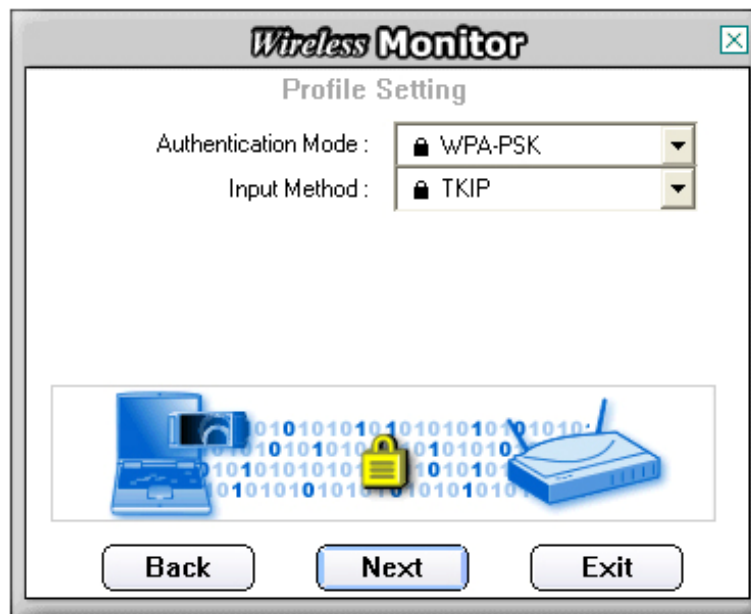 Wireless Monitor
Profile Setting
Authentication Mode : WPA-PSK
Input Method : TKIP
Back Next Exit